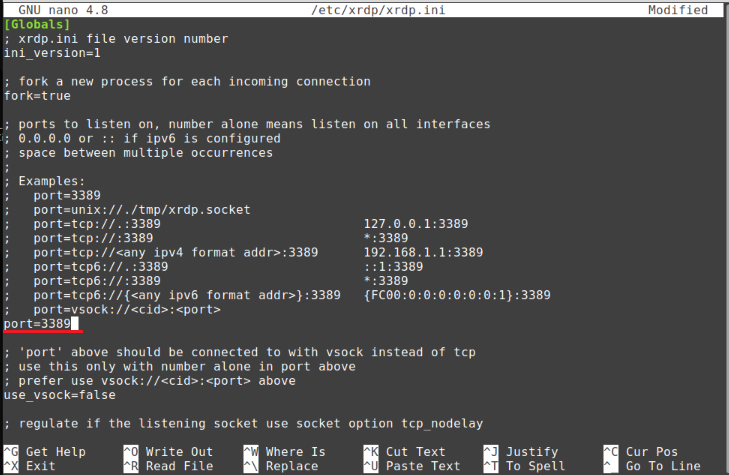 GNU nano 4.8 /etc/xrdp/xrdp.ini Modified
[Globals]
; xrdp.ini file version number
ini_version=1
; fork a new process for each incoming connection
fork=true
; ports to listen on, number alone means listen on all interfaces
; 0.0.0.0 or :: if ipv6 is configured
; space between multiple occurrences
;
; Examples:
;   port=3389
;   port=unix://./tmp/xrdp.socket
;   port=tcp://.:3389                           127.0.0.1:3389
;   port=tcp://:3389                            *:3389
;   port=tcp://<any ipv4 format addr>:3389      192.168.1.1:3389
;   port=tcp6://.:3389                          ::1:3389
;   port=tcp6://:3389                           *:3389
;   port=tcp6://{<any ipv6 format addr>}:3389   {FC00:0:0:0:0:0:0:1}:3389
;   port=vsock://<cid>:<port>
port=3389
; 'port' above should be connected to with vsock instead of tcp
; use this only with number alone in port above
; prefer use vsock://<cid>:<port> above
use_vsock=false
; regulate if the listening socket use socket option tcp_nodelay
^G Get Help ^O Write Out ^W Where Is ^K Cut Text ^J Justify ^C Cur Pos
^X Exit ^R Read File ^\ Replace ^U Paste Text ^T To Spell ^_ Go To Line